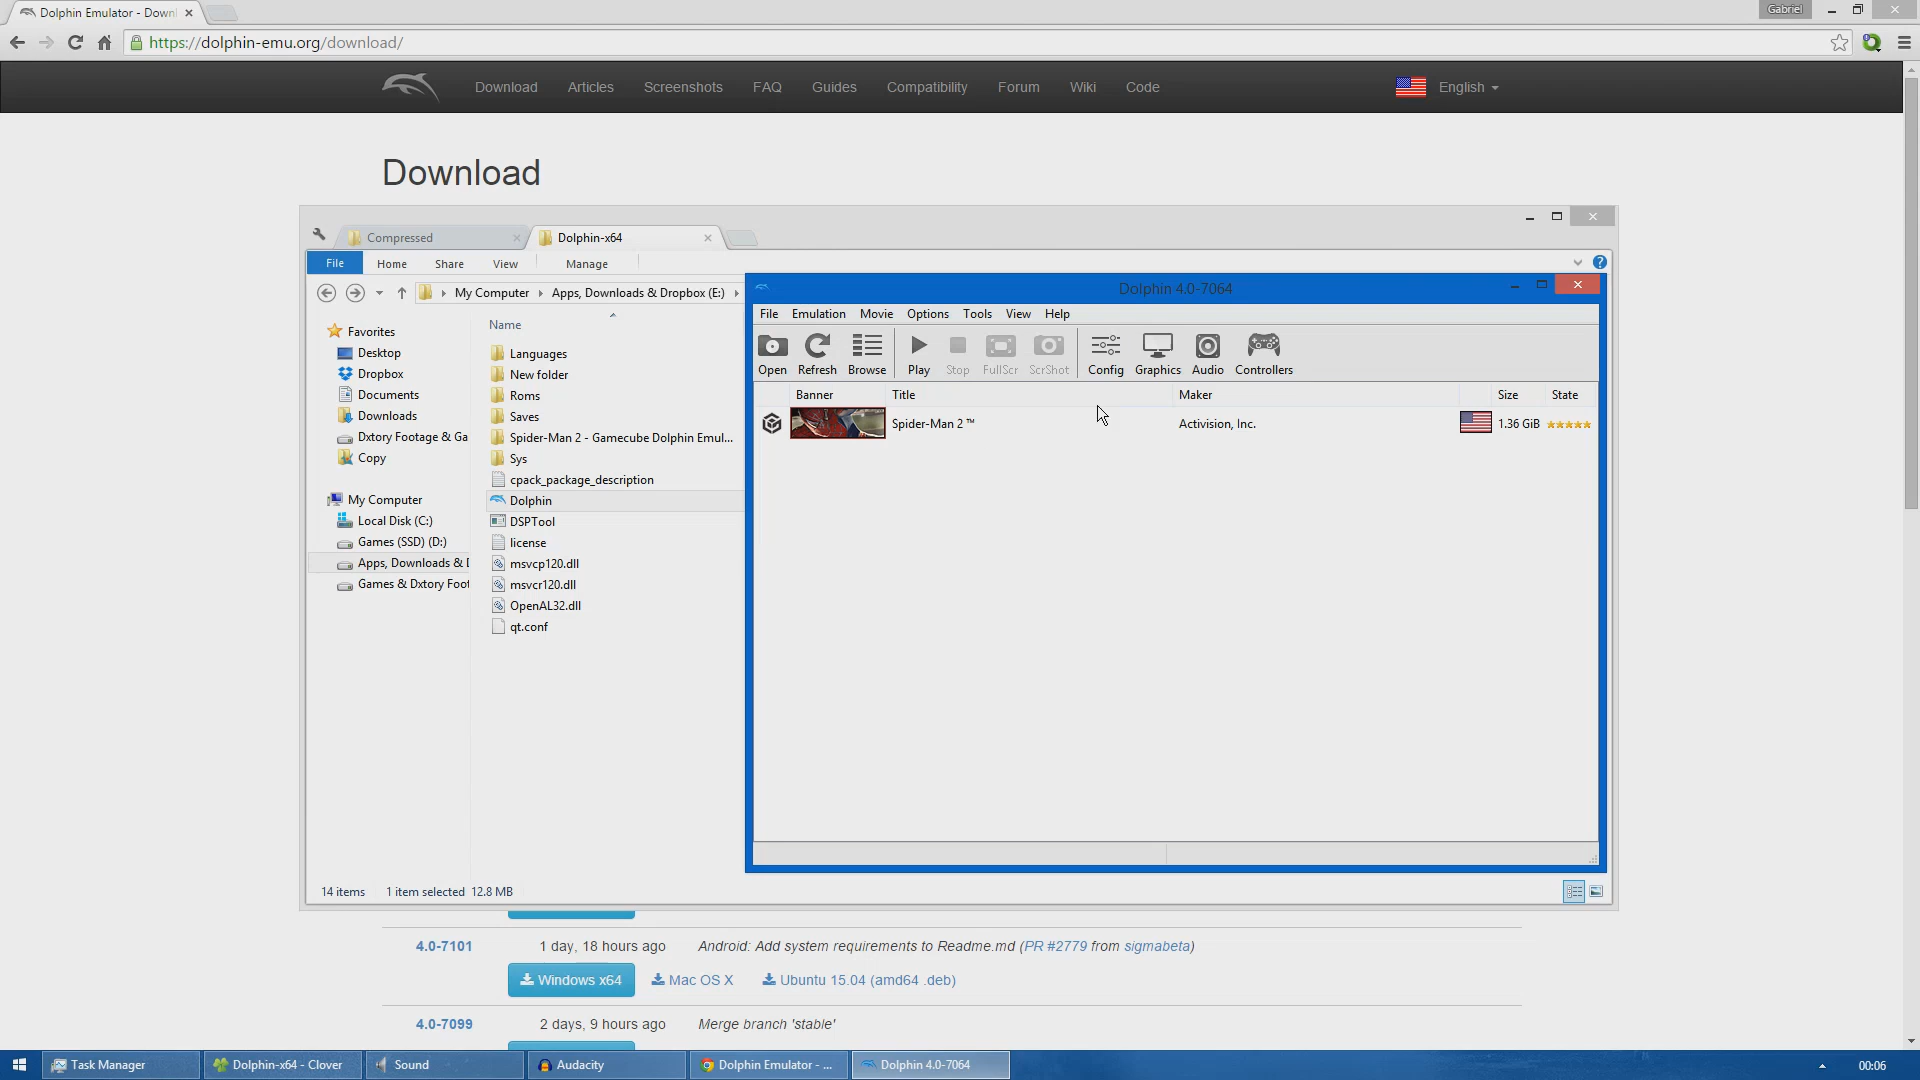 Dolphin Emulator - Down
Gabriel
https://dolphin-emu.org/download/
Download Articles Screenshots FAQ Guides Compatibility Forum Wiki Code English
Download
Compressed
Dolphin-x64
File Home Share View Manage
My Computer Apps, Downloads & Dropbox (E:)
Favorites
Desktop
Dropbox
Documents
Downloads
Dxtory Footage & Ga
Copy
My Computer
Local Disk (C:)
Games (SSD) (D:)
Apps, Downloads & D
Games & Dxtory Foot
Name
Languages
New folder
Roms
Saves
Spider-Man 2 - Gamecube Dolphin Emul...
Sys
cpack_package_description
Dolphin
DSPTool
license
msvcp120.dll
msvcr120.dll
OpenAL32.dll
qt.conf
14 items 1 item selected 12.8 MB
Dolphin 4.0-7064
File Emulation Movie Options Tools View Help
Open Refresh Browse Play Stop FullScr ScrShot Config Graphics Audio Controllers
Banner Title Maker Size State
Spider-Man 2 ™ Activision, Inc. 1.36 GiB
4.0-7101 1 day, 18 hours ago Android: Add system requirements to Readme.md (PR #2779 from sigmabeta)
Windows x64 Mac OS X Ubuntu 15.04 (amd64 .deb)
4.0-7099 2 days, 9 hours ago Merge branch 'stable'
Task Manager Dolphin-x64 - Clover Sound Audacity Dolphin Emulator - ... Dolphin 4.0-7064 00:06